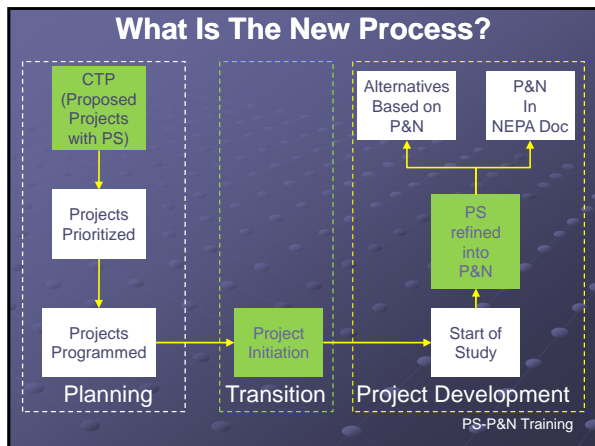 What Is The New Process?
CTP
(Proposed
Projects
with PS)
Projects
Prioritized
Projects
Programmed
Planning
Project
Initiation
Transition
Alternatives
Based on
P&N
P&N
In
NEPA Doc
PS
refined
into
P&N
Start of
Study
Project Development
PS-P&N Training